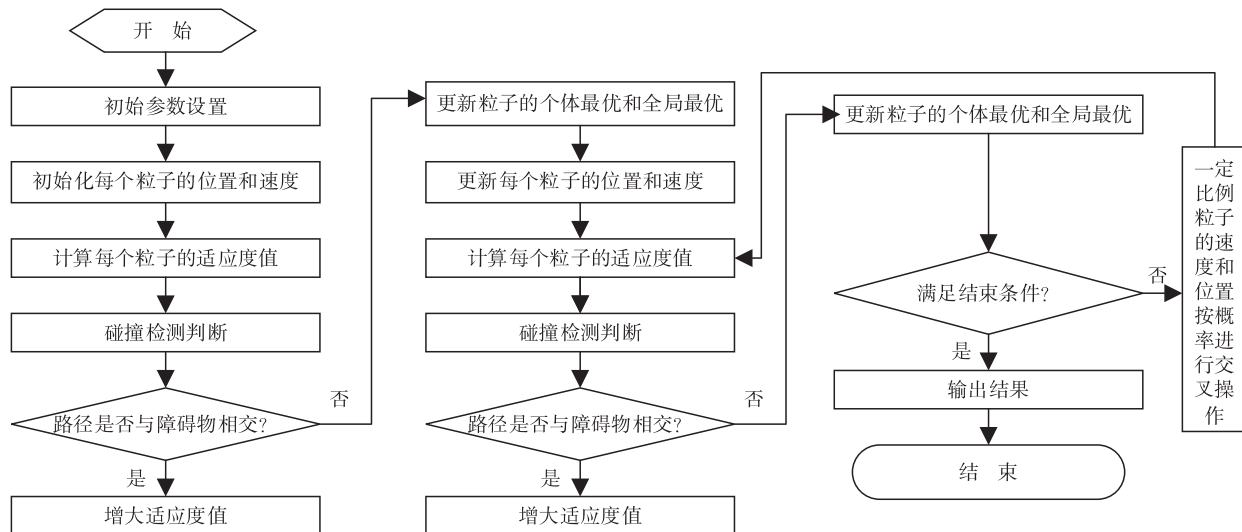 开 始
初始参数设置
初始化每个粒子的位置和速度
计算每个粒子的适应度值
碰撞检测判断
路径是否与障碍物相交?
否
是
增大适应度值
更新粒子的个体最优和全局最优
更新每个粒子的位置和速度
计算每个粒子的适应度值
碰撞检测判断
路径是否与障碍物相交?
否
是
增大适应度值
更新粒子的个体最优和全局最优
满足结束条件?
否
是
输出结果
结 束
一定
比例
粒子
的速
度和
位置
按概
率进
行交
叉操
作